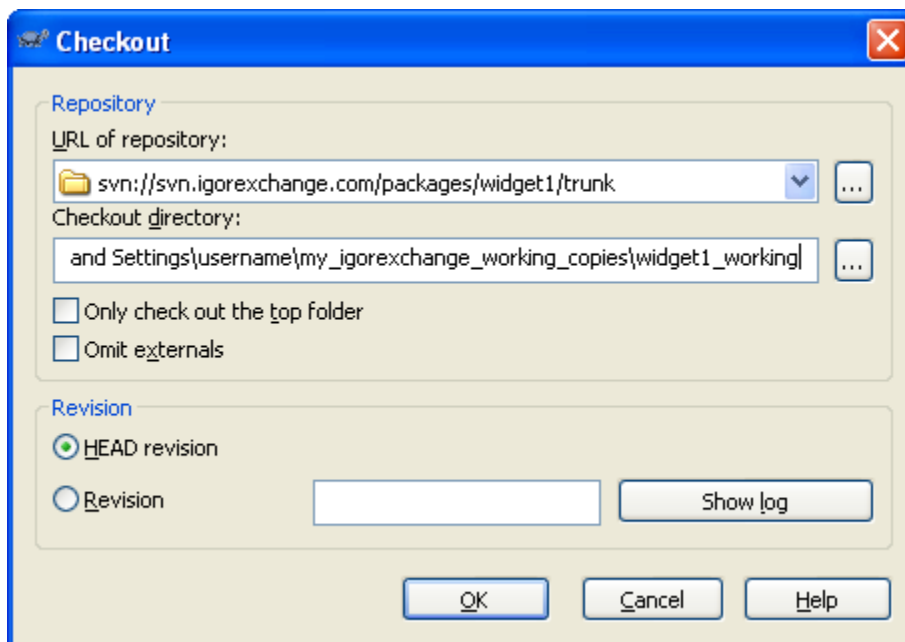 Checkout
Repository
URL of repository:
svn://svn.igorexchange.com/packages/widget1/trunk
...
Checkout directory:
and Settings\username\my_igorexchange_working_copies\widget1_working
...
Only check out the top folder
Omit externals
Revision
HEAD revision
Revision
Show log
OK
Cancel
Help